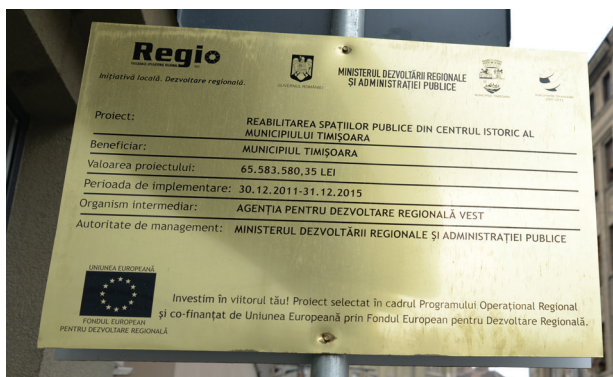 Regio
Inițiativă locală. Dezvoltare regională.
GUVERNUL ROMÂNIEI
MINISTERUL DEZVOLTĂRII REGIONALE
ȘI ADMINISTRAȚIEI PUBLICE
Proiect: REABILITAREA SPAȚIILOR PUBLICE DIN CENTRUL ISTORIC AL
MUNICIPIULUI TIMIȘOARA
Beneficiar: MUNICIPIUL TIMIȘOARA
Valoarea proiectului: 65.583.580,35 LEI
Perioada de implementare: 30.12.2011-31.12.2015
Organism intermediar: AGENȚIA PENTRU DEZVOLTARE REGIONALĂ VEST
Autoritate de management: MINISTERUL DEZVOLTĂRII REGIONALE ȘI ADMINISTRAȚIEI PUBLICE
UNIUNEA EUROPEANĂ
FONDUL EUROPEAN
PENTRU DEZVOLTARE REGIONALĂ
Investim în viitorul tău! Proiect selectat în cadrul Programului Operațional Regional
și co-finanțat de Uniunea Europeană prin Fondul European pentru Dezvoltare Regională.